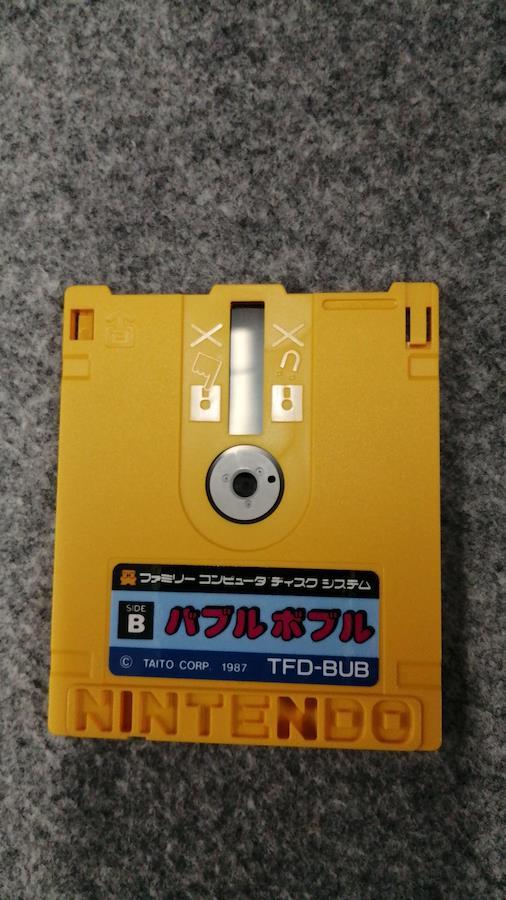 ファミリー コンピュータ ディスク システム
SIDE
B
バブルボブル
© TAITO CORP. 1987 TFD-BUB
NINTENDO